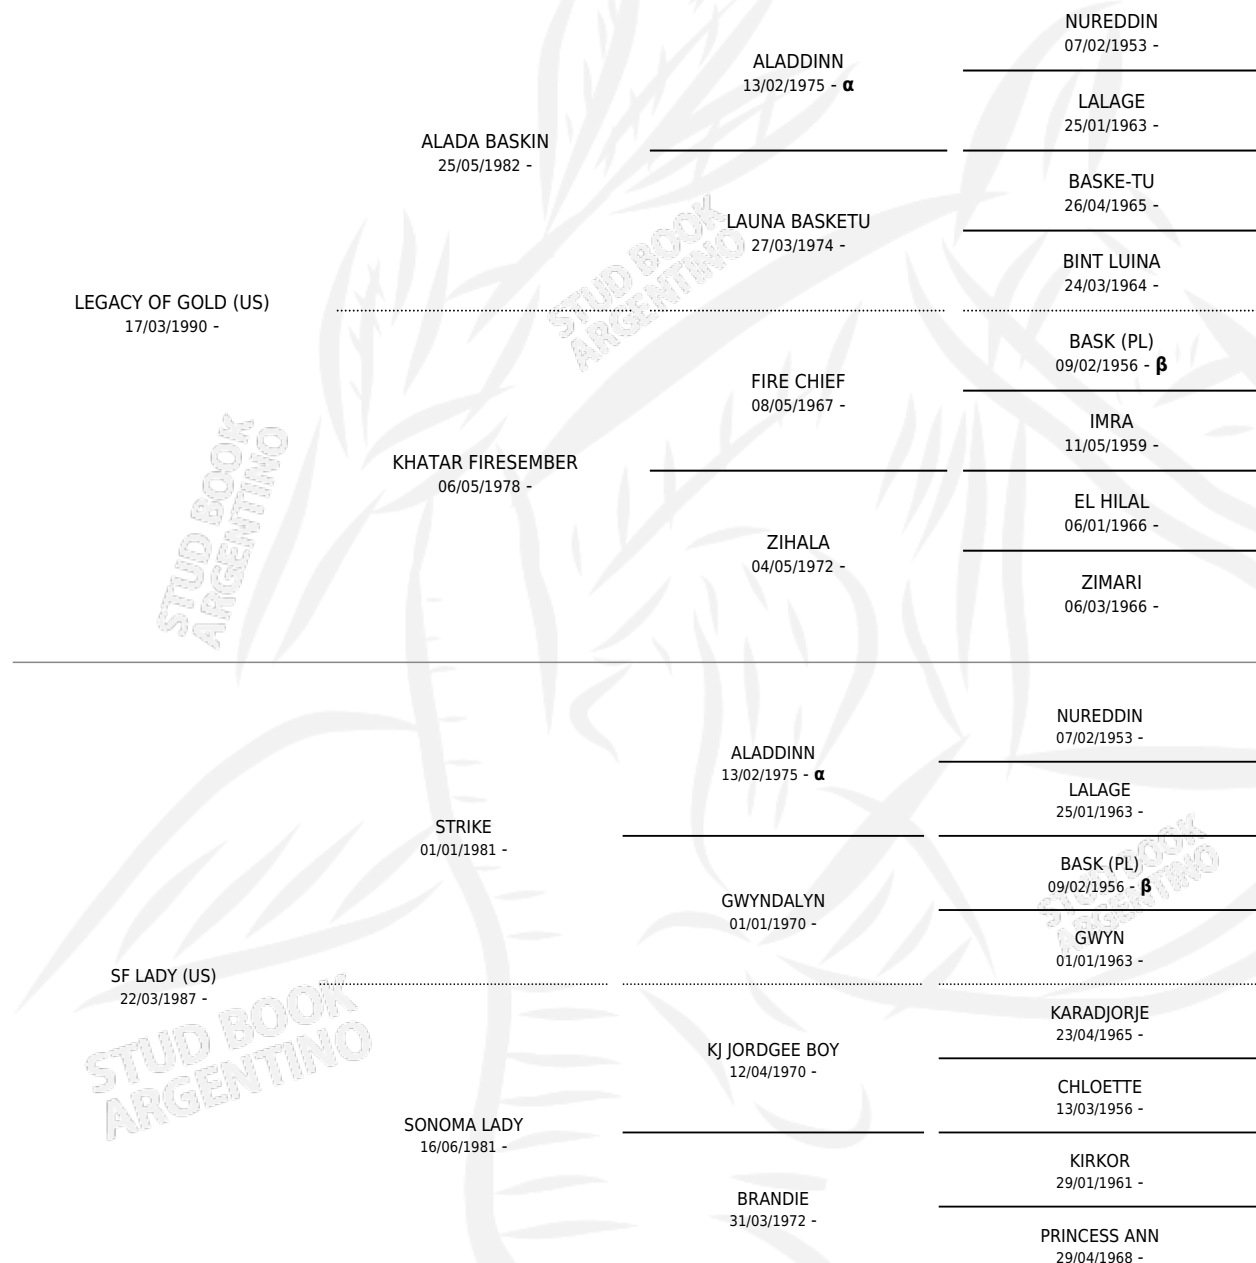 NUREDDIN
07/02/1953 -
ALADDINN
13/02/1975 - α
LALAGE
25/01/1963 -
ALADA BASKIN
25/05/1982 -
BASKE-TU
26/04/1965 -
LAUNA BASKETU
27/03/1974 -
BINT LUINA
24/03/1964 -
LEGACY OF GOLD (US)
17/03/1990 -
BASK (PL)
09/02/1956 - β
FIRE CHIEF
08/05/1967 -
IMRA
11/05/1959 -
KHATAR FIRESEMBER
06/05/1978 -
EL HILAL
06/01/1966 -
ZIHALA
04/05/1972 -
ZIMARI
06/03/1966 -
NUREDDIN
07/02/1953 -
ALADDINN
13/02/1975 - α
LALAGE
25/01/1963 -
STRIKE
01/01/1981 -
BASK (PL)
09/02/1956 - β
GWYNDALYN
01/01/1970 -
GWYN
01/01/1963 -
SF LADY (US)
22/03/1987 -
KARADJORJE
23/04/1965 -
KJ JORDGEE BOY
12/04/1970 -
CHLOETTE
13/03/1956 -
SONOMA LADY
16/06/1981 -
KIRKOR
29/01/1961 -
BRANDIE
31/03/1972 -
PRINCESS ANN
29/04/1968 -
STUD BOOK
ARGENTINO
STUD BOOK
ARGENTINO
STUD BOOK
ARGENTINO
STUD BOOK
ARGENTINO